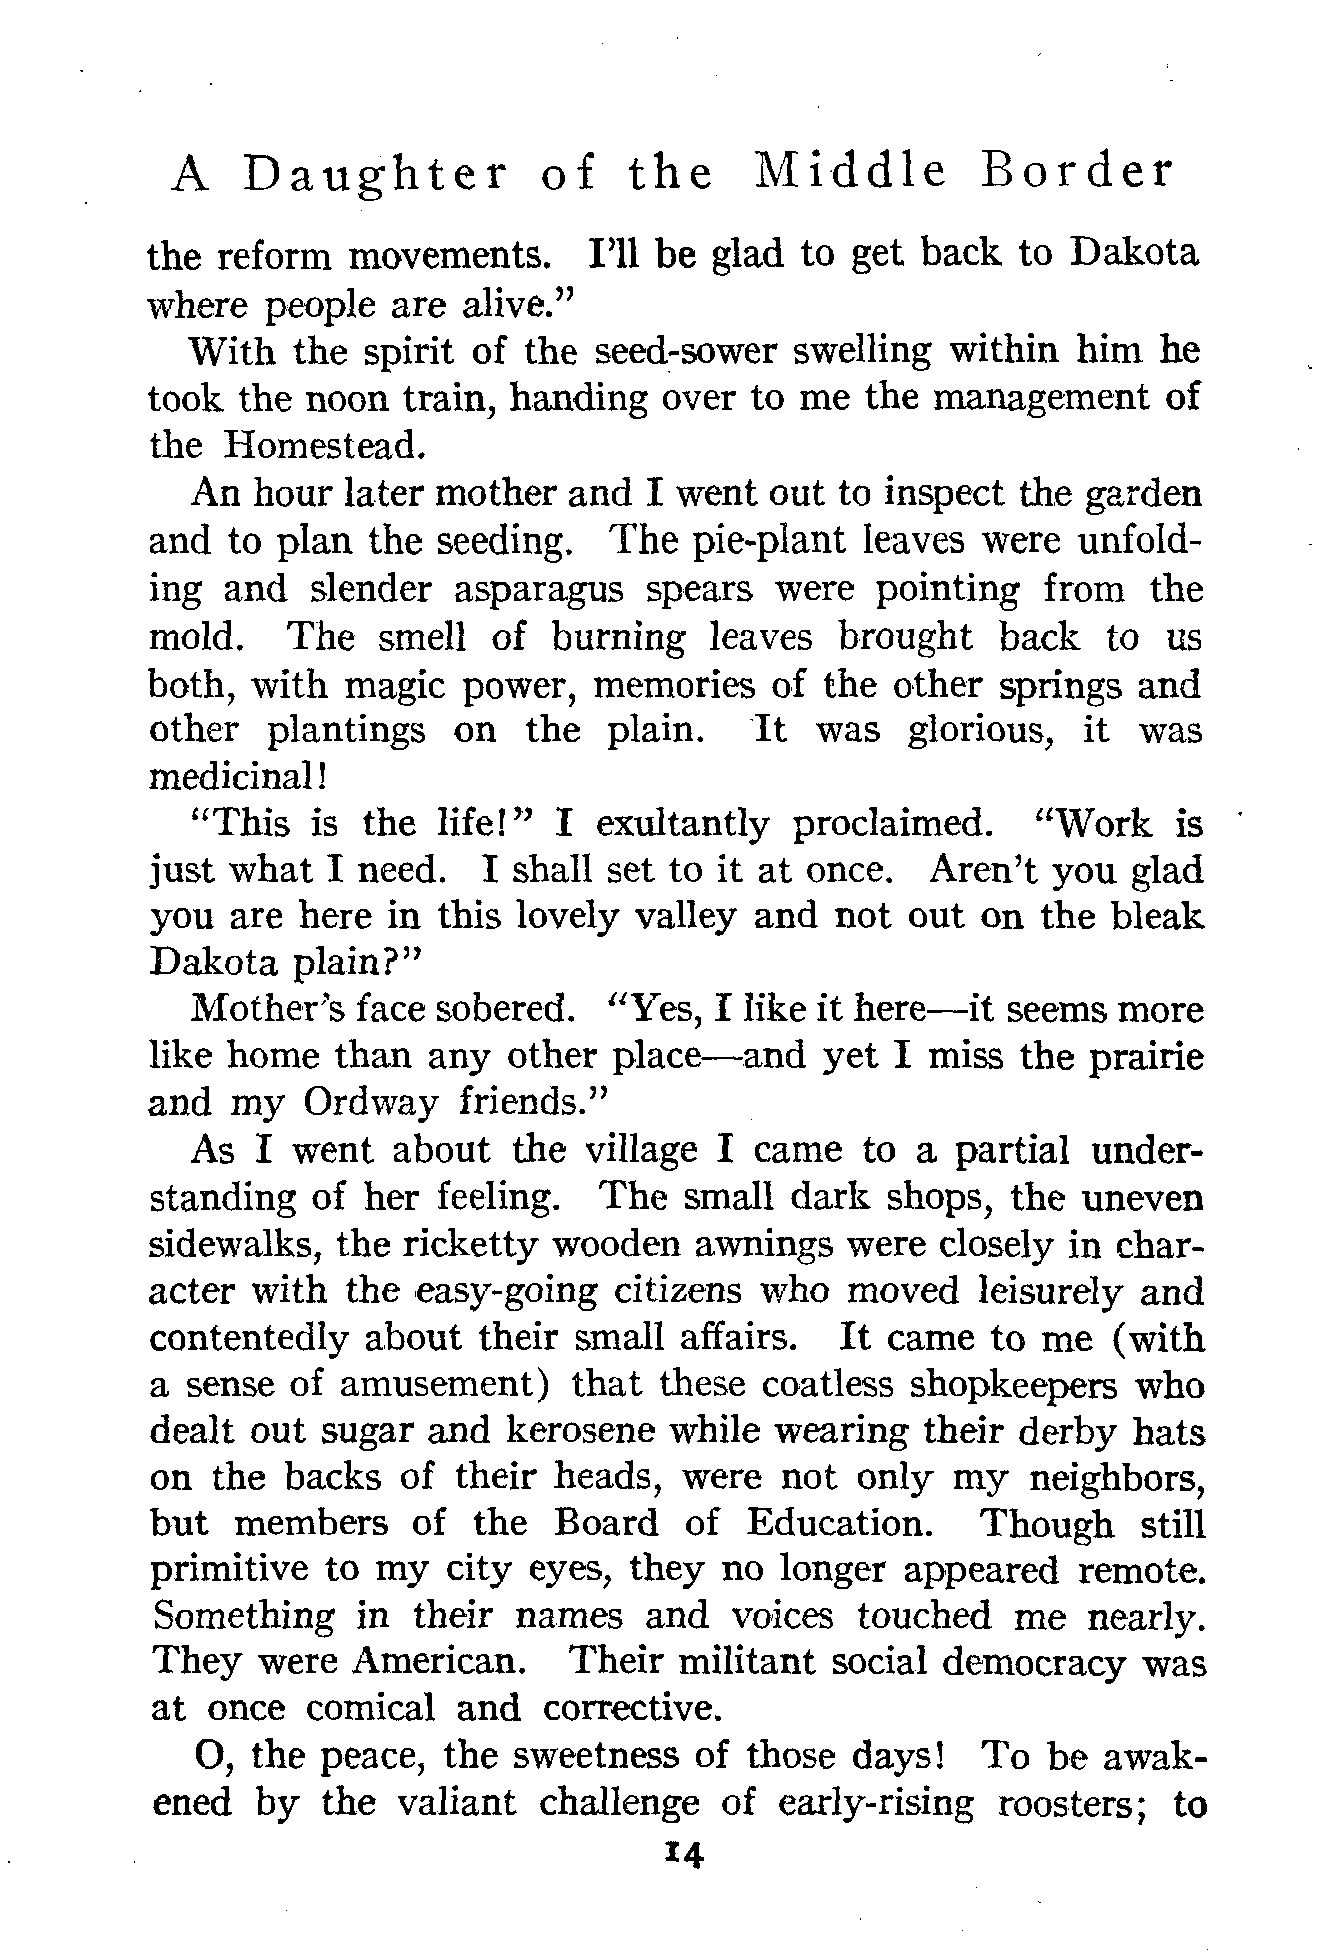 A Daughter of the Middle Border
the reform movements. I'll be glad to get back to Dakota
where people are alive."
With the spirit of the seed-sower swelling within him he
took the noon train, handing over to me the management of
the Homestead.
An hour later mother and I went out to inspect the garden
and to plan the seeding. The pie-plant leaves were unfold-
ing and slender asparagus spears were pointing from the
mold. The smell of burning leaves brought back to us
both, with magic power, memories of the other springs and
other plantings on the plain. It was glorious, it was
medicinal!
"This is the life!" I exultantly proclaimed. "Work is
just what I need. I shall set to it at once. Aren't you glad
you are here in this lovely valley and not out on the bleak
Dakota plain?"
Mother's face sobered. "Yes, I like it here—it seems more
like home than any other place—and yet I miss the prairie
and my Ordway friends."
As I went about the village I came to a partial under-
standing of her feeling. The small dark shops, the uneven
sidewalks, the ricketty wooden awnings were closely in char-
acter with the easy-going citizens who moved leisurely and
contentedly about their small affairs. It came to me (with
a sense of amusement) that these coatless shopkeepers who
dealt out sugar and kerosene while wearing their derby hats
on the backs of their heads, were not only my neighbors,
but members of the Board of Education. Though still
primitive to my city eyes, they no longer appeared remote.
Something in their names and voices touched me nearly.
They were American. Their militant social democracy was
at once comical and corrective.
O, the peace, the sweetness of those days! To be awak-
ened by the valiant challenge of early-rising roosters; to
14